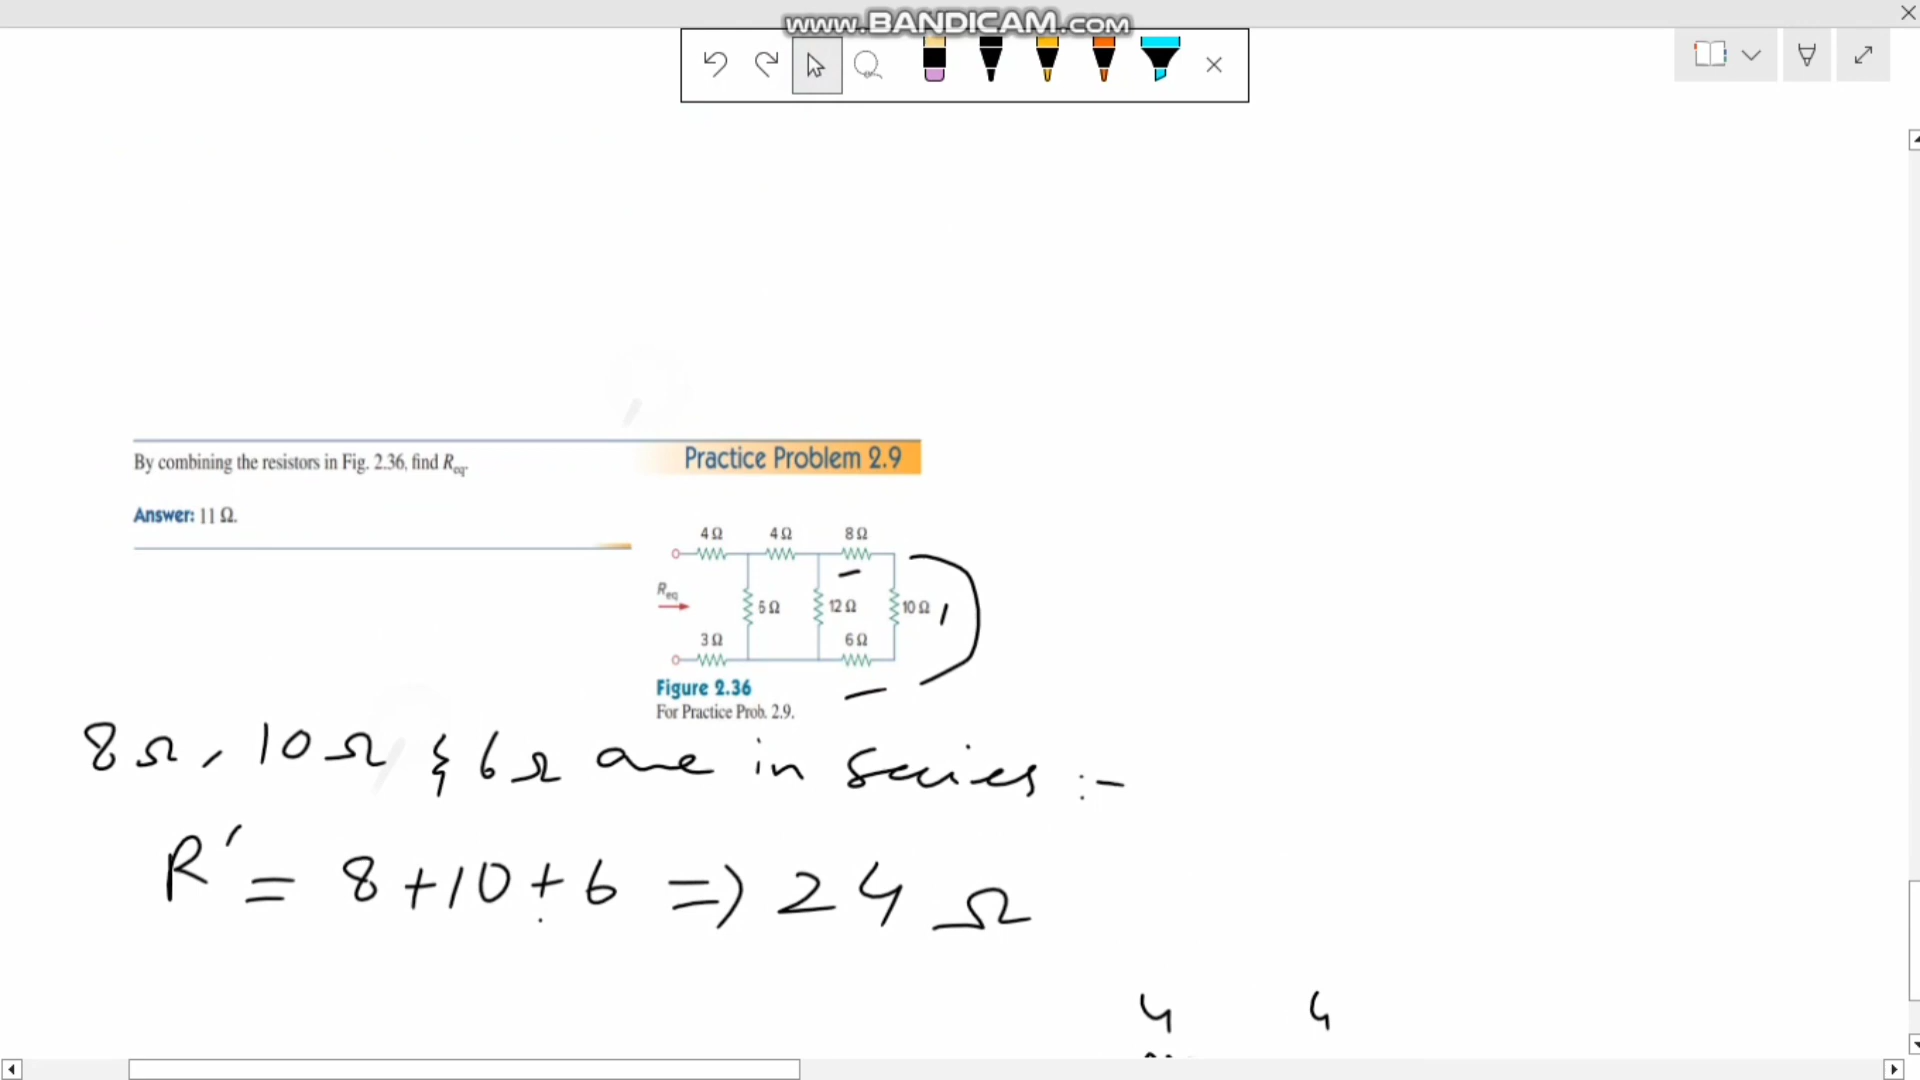 www.BANDICAM.com
By combining the resistors in Fig. 2.36, find Req.
Answer: 11 Ω.
Practice Problem 2.9
4 Ω 4 Ω 8 Ω
Req
5 Ω 12 Ω 10 Ω
3 Ω 6 Ω
Figure 2.36
For Practice Prob. 2.9.
8Ω, 10Ω & 6Ω are in series :-
R' = 8+10+6 => 24 Ω
4 4